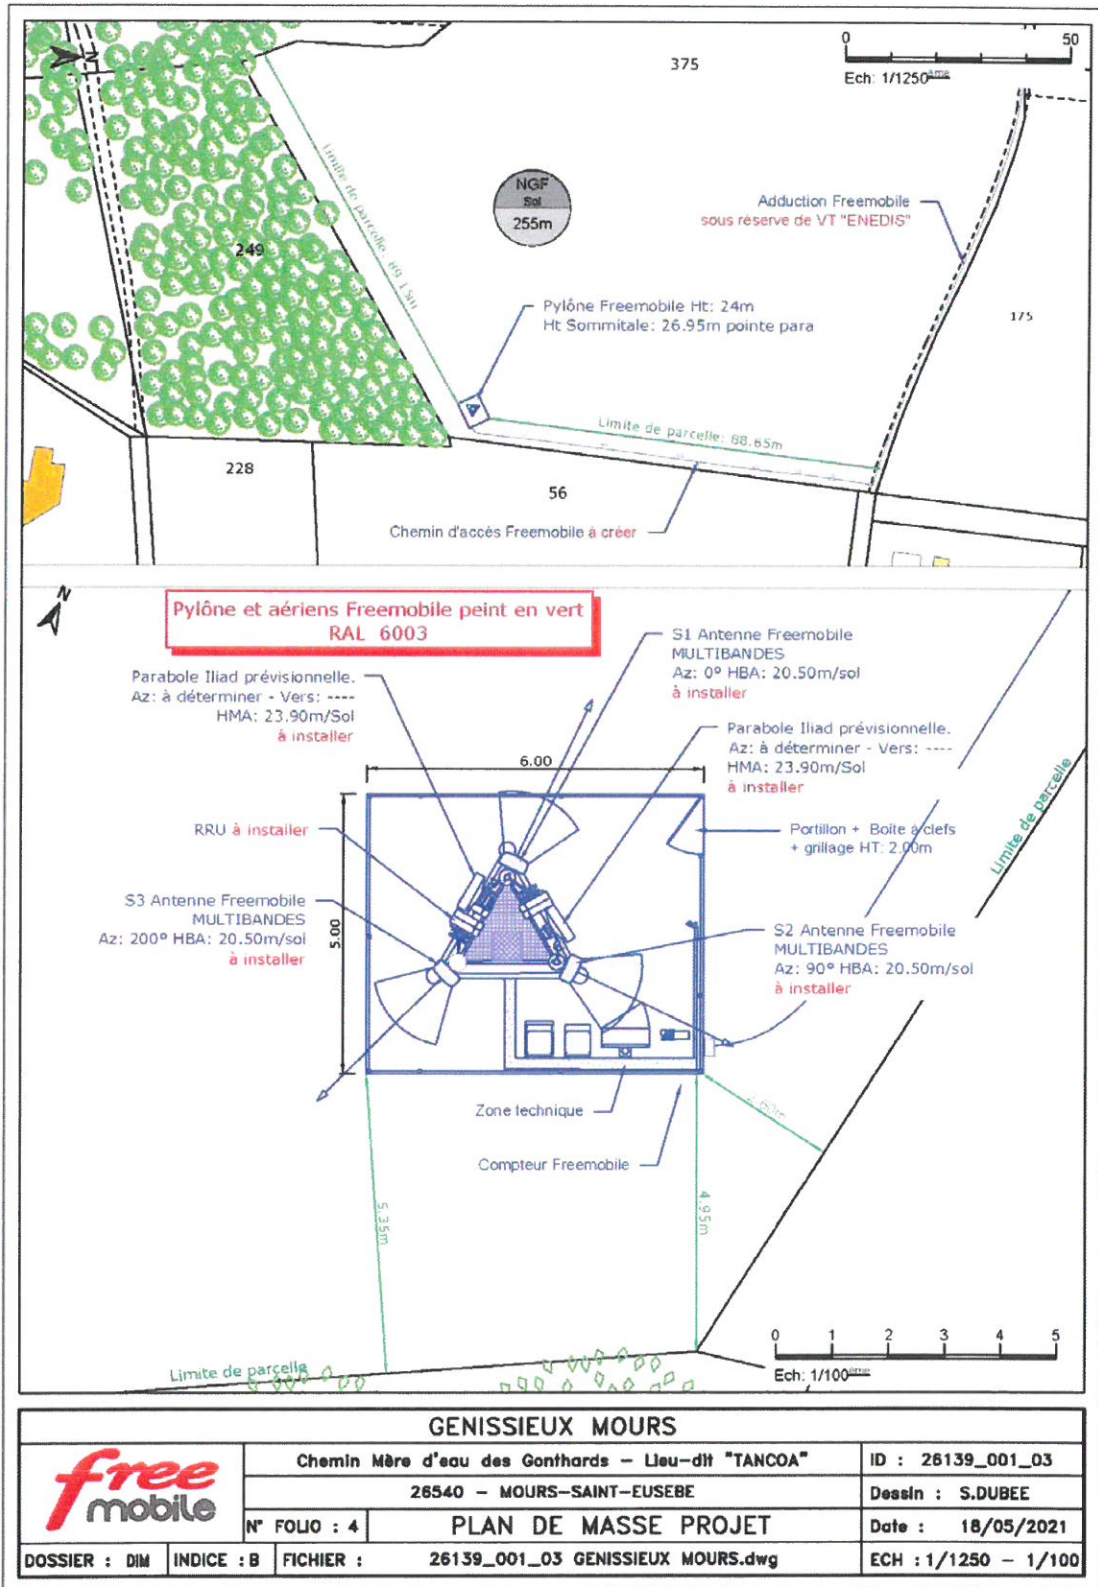 N
375
0 50
Ech: 1/1250ème
Limite de parcelle: 89.15m
NGF
Sol
255m
Adduction Freemobile
sous réserve de VT "ENEDIS"
249
Pylône Freemobile Ht: 24m
Ht Sommitale: 26.95m pointe para
175
Limite de parcelle: 88.65m
228
56
Chemin d'accès Freemobile à créer
N
Pylône et aériens Freemobile peint en vert
RAL 6003
S1 Antenne Freemobile
MULTIBANDES
Az: 0° HBA: 20.50m/sol
à installer
Parabole Iliad prévisionnelle.
Az: à déterminer - Vers: ----
HMA: 23.90m/Sol
à installer
Parabole Iliad prévisionnelle.
Az: à déterminer - Vers: ----
HMA: 23.90m/Sol
à installer
6.00
Limite de parcelle
RRU à installer
Portillon + Boite à clefs
+ grillage HT: 2.00m
S3 Antenne Freemobile
MULTIBANDES
Az: 200° HBA: 20.50m/sol
à installer
5.00
S2 Antenne Freemobile
MULTIBANDES
Az: 90° HBA: 20.50m/sol
à installer
Zone technique
Compteur Freemobile
5.35m
4.95m
0 1 2 3 4 5
Ech: 1/100ème
Limite de parcelle
GENISSIEUX MOURS
free
mobile
Chemin Mère d'eau des Gonthards – Lieu-dit "TANCOA"
ID : 26139_001_03
26540 – MOURS-SAINT-EUSEBE
Dessin : S.DUBEE
N° FOLIO : 4
PLAN DE MASSE PROJET
Date : 18/05/2021
DOSSIER : DIM
INDICE : B
FICHIER : 26139_001_03 GENISSIEUX MOURS.dwg
ECH : 1/1250 – 1/100